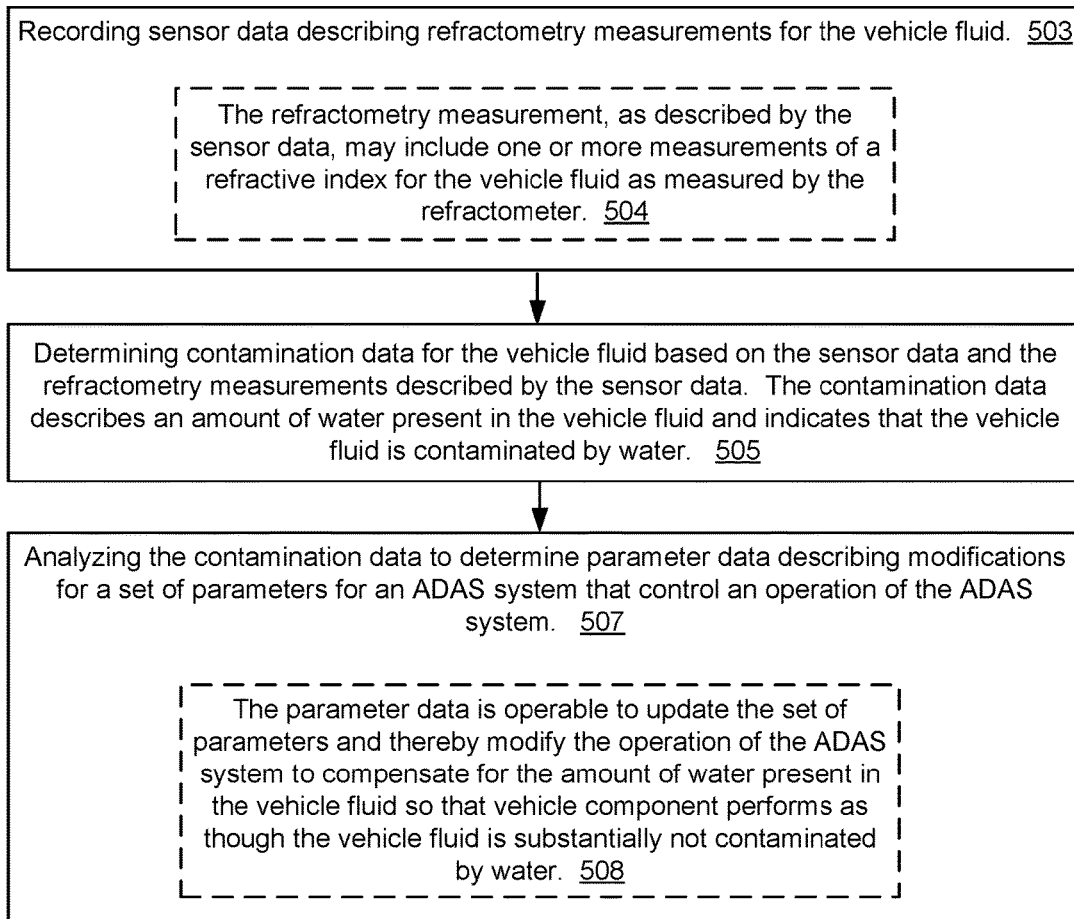 Recording sensor data describing refractometry measurements for the vehicle fluid. 503
The refractometry measurement, as described by the
sensor data, may include one or more measurements of a
refractive index for the vehicle fluid as measured by the
refractometer. 504
Determining contamination data for the vehicle fluid based on the sensor data and the
refractometry measurements described by the sensor data. The contamination data
describes an amount of water present in the vehicle fluid and indicates that the vehicle
fluid is contaminated by water. 505
Analyzing the contamination data to determine parameter data describing modifications
for a set of parameters for an ADAS system that control an operation of the ADAS
system. 507
The parameter data is operable to update the set of
parameters and thereby modify the operation of the ADAS
system to compensate for the amount of water present in
the vehicle fluid so that vehicle component performs as
though the vehicle fluid is substantially not contaminated
by water. 508